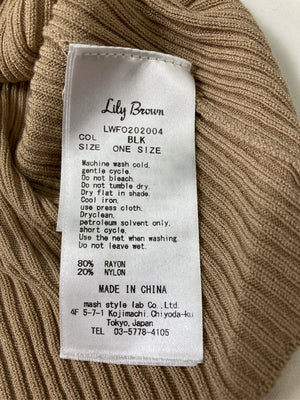 Lily Brown
LWFO202004
COL BLK
SIZE ONE SIZE
Machine wash cold,
gentle cycle.
Do not bleach.
Do not tumble dry.
Dry flat in shade.
Cool iron,
use press cloth.
Dryclean,
petroleum solvent only,
short cycle.
Use the net when washing.
Do not wring.
80% RAYON
20% NYLON
MADE IN CHINA
mash style lab Co.,Ltd.
4F 5-7-1 Kojimachi,Chiyoda-ku
Tokyo,Japan
TEL 03-5778-4105